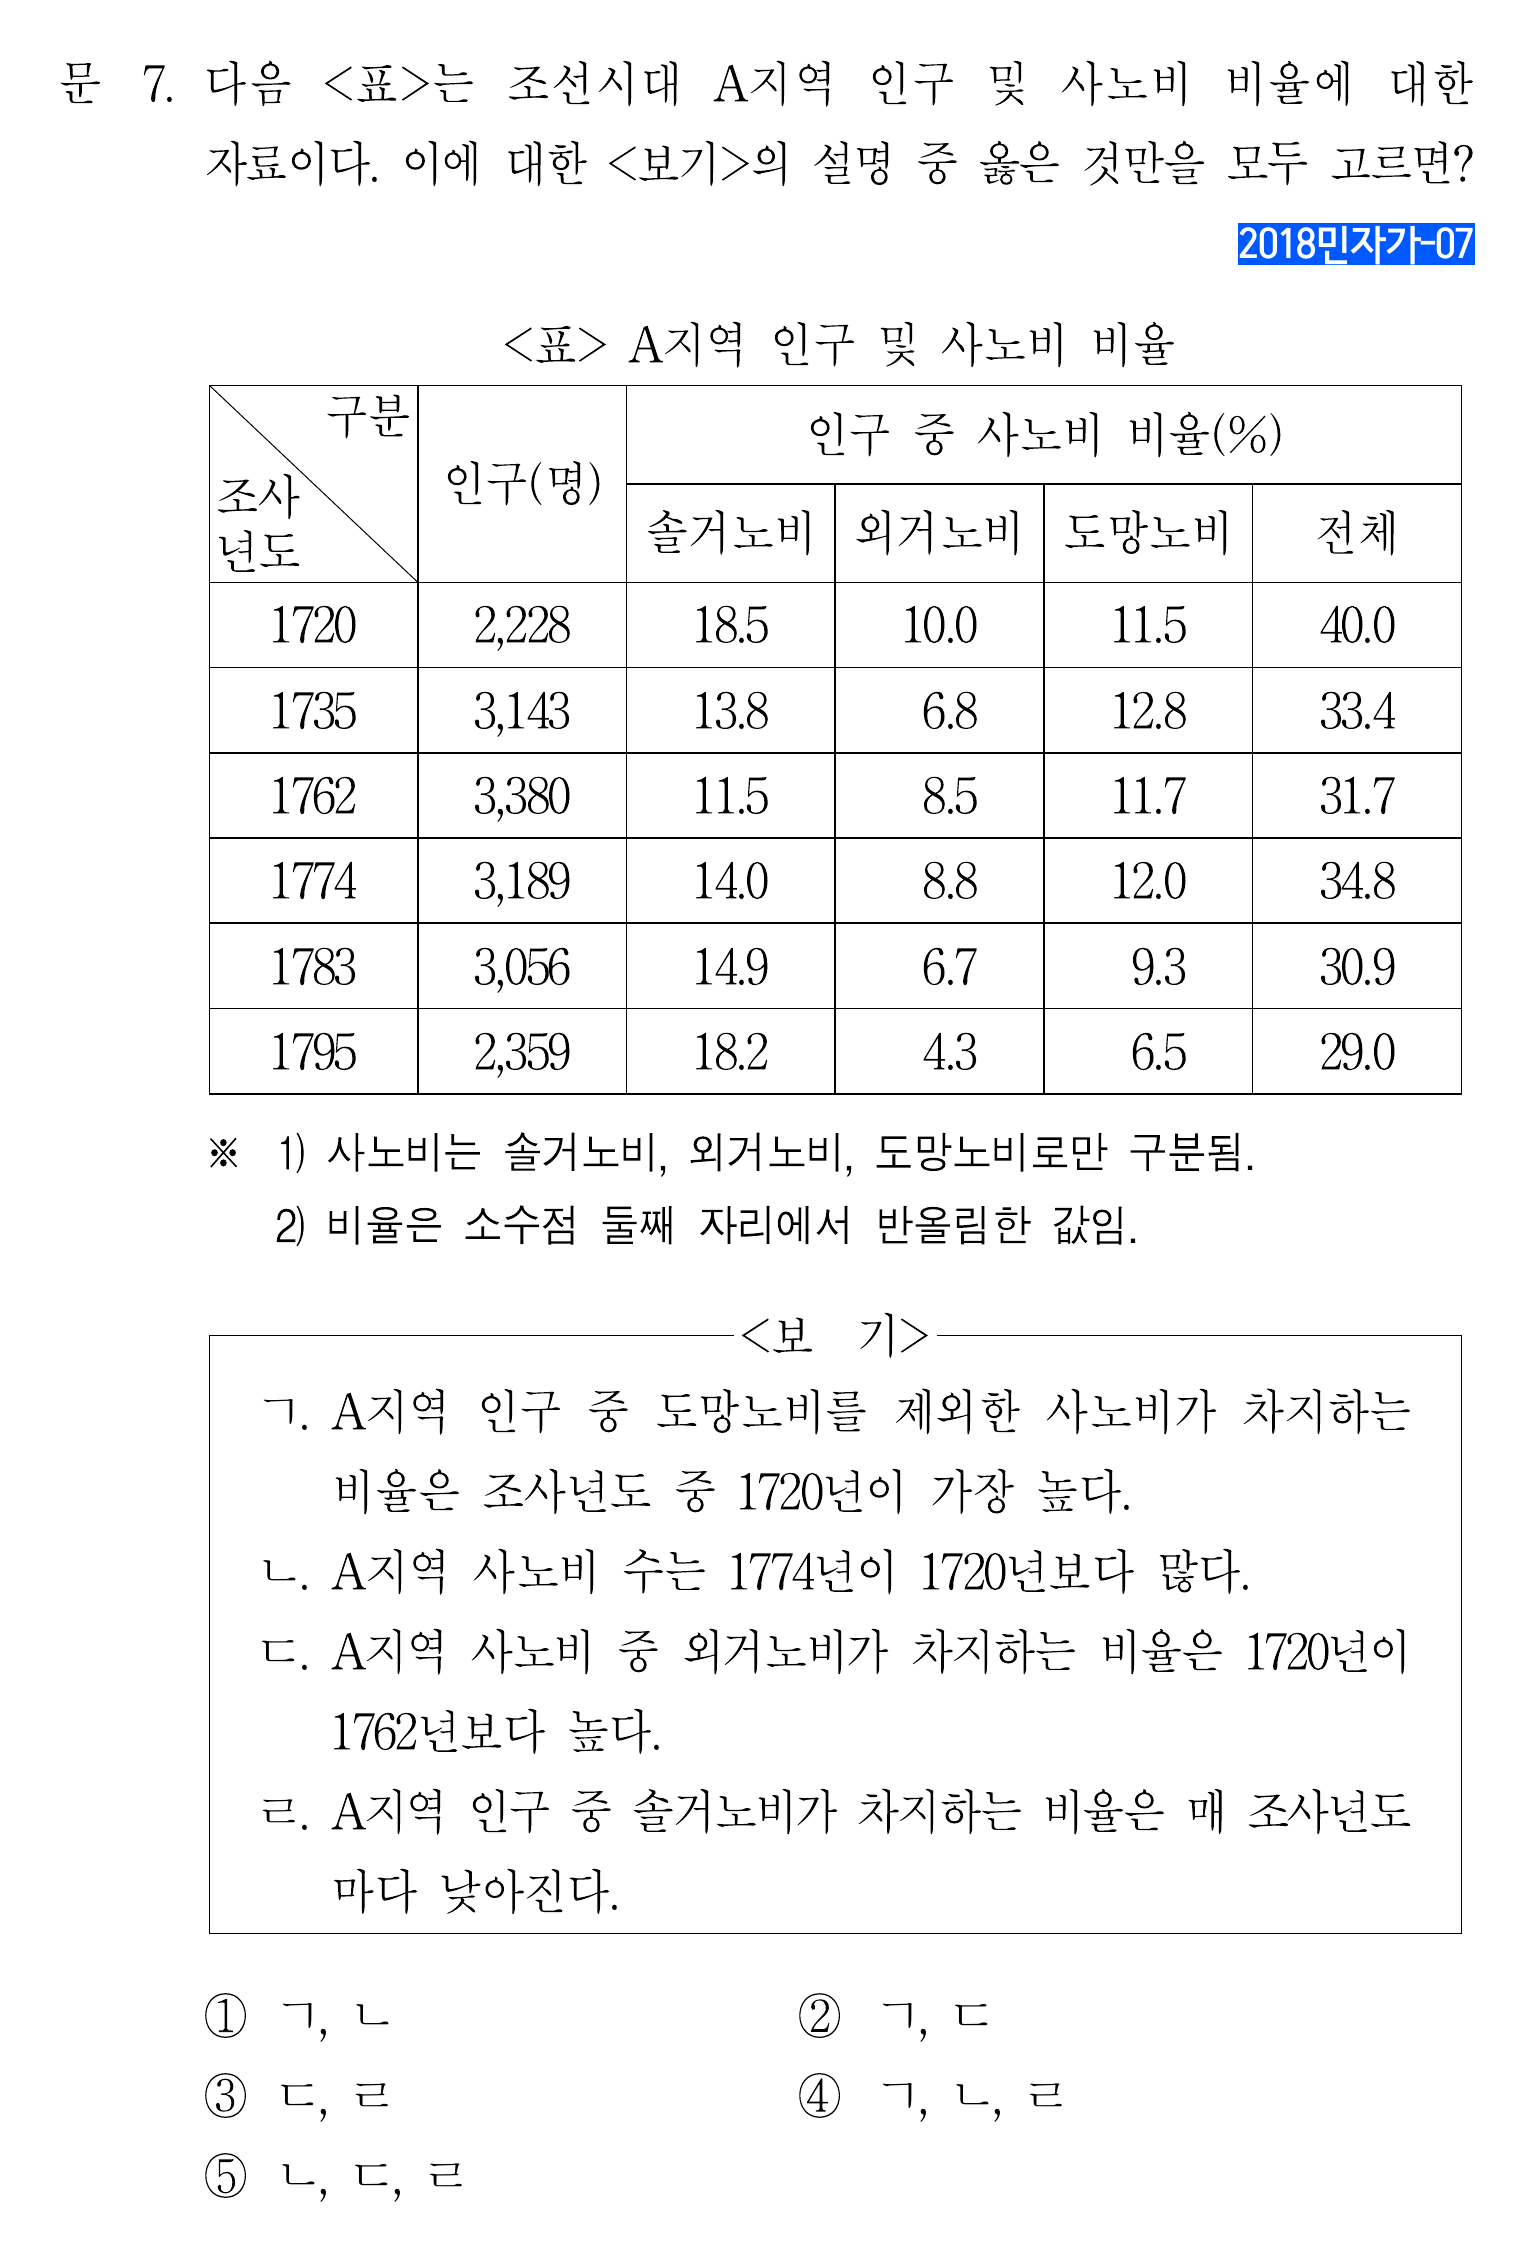 문 7. 다음 <표>는 조선시대 A지역 인구 및 사노비 비율에 대한
자료이다. 이에 대한 <보기>의 설명 중 옳은 것만을 모두 고르면?
2018민자가-07
<표> A지역 인구 및 사노비 비율
구분 조사년도 인구(명) 인구 중 사노비 비율(%)
솔거노비 외거노비 도망노비 전체
1720 2,228 18.5 10.0 11.5 40.0
1735 3,143 13.8 6.8 12.8 33.4
1762 3,380 11.5 8.5 11.7 31.7
1774 3,189 14.0 8.8 12.0 34.8
1783 3,056 14.9 6.7 9.3 30.9
1795 2,359 18.2 4.3 6.5 29.0
※ 1) 사노비는 솔거노비, 외거노비, 도망노비로만 구분됨.
2) 비율은 소수점 둘째 자리에서 반올림한 값임.
<보 기>
ㄱ. A지역 인구 중 도망노비를 제외한 사노비가 차지하는
비율은 조사년도 중 1720년이 가장 높다.
ㄴ. A지역 사노비 수는 1774년이 1720년보다 많다.
ㄷ. A지역 사노비 중 외거노비가 차지하는 비율은 1720년이
1762년보다 높다.
ㄹ. A지역 인구 중 솔거노비가 차지하는 비율은 매 조사년도
마다 낮아진다.
① ㄱ, ㄴ ② ㄱ, ㄷ
③ ㄷ, ㄹ ④ ㄱ, ㄴ, ㄹ
⑤ ㄴ, ㄷ, ㄹ